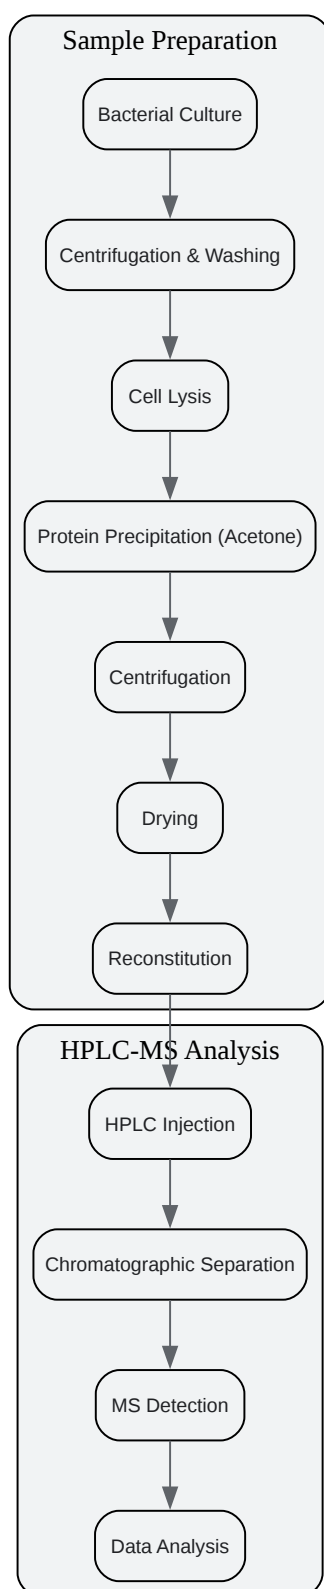 Sample Preparation
Bacterial Culture
Centrifugation & Washing
Cell Lysis
Protein Precipitation (Acetone)
Centrifugation
Drying
Reconstitution
HPLC-MS Analysis
HPLC Injection
Chromatographic Separation
MS Detection
Data Analysis